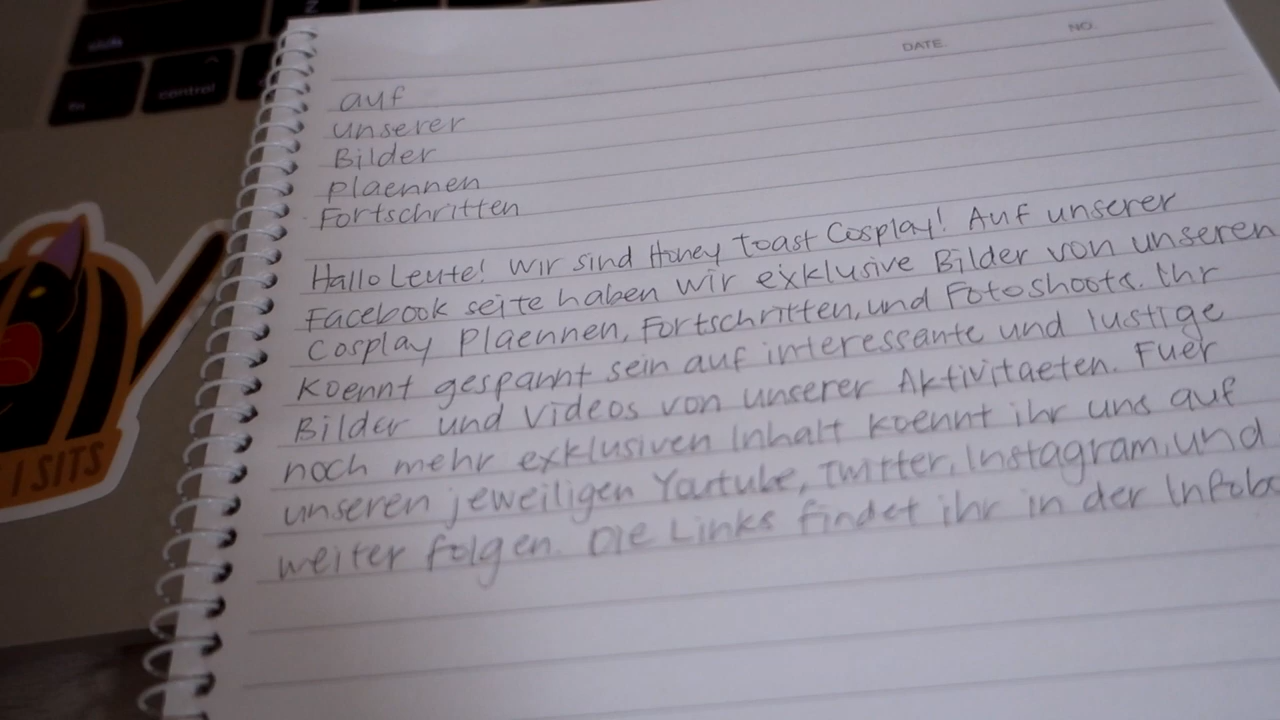 DATE NO.
auf
unserer
Bilder
plaennen
Fortschritten
Hallo Leute! Wir sind Honey toast Cosplay! Auf unserer
Facebook seite haben wir exiklusive Bilder von unseren
Cosplay Plaennen, Fortschritten, und Fotoshoots. Ihr
koennt gespannt sein auf interessante und lustige
Bilder und Videos von unserer Aktivitaeten. Fuer
noch mehr exklusiven Inhalt koennt ihr uns auf
unseren jeweiligen Youtube, Twitter, Instagram, und
weiter folgen. Die Links findet ihr in der
I SITS
control